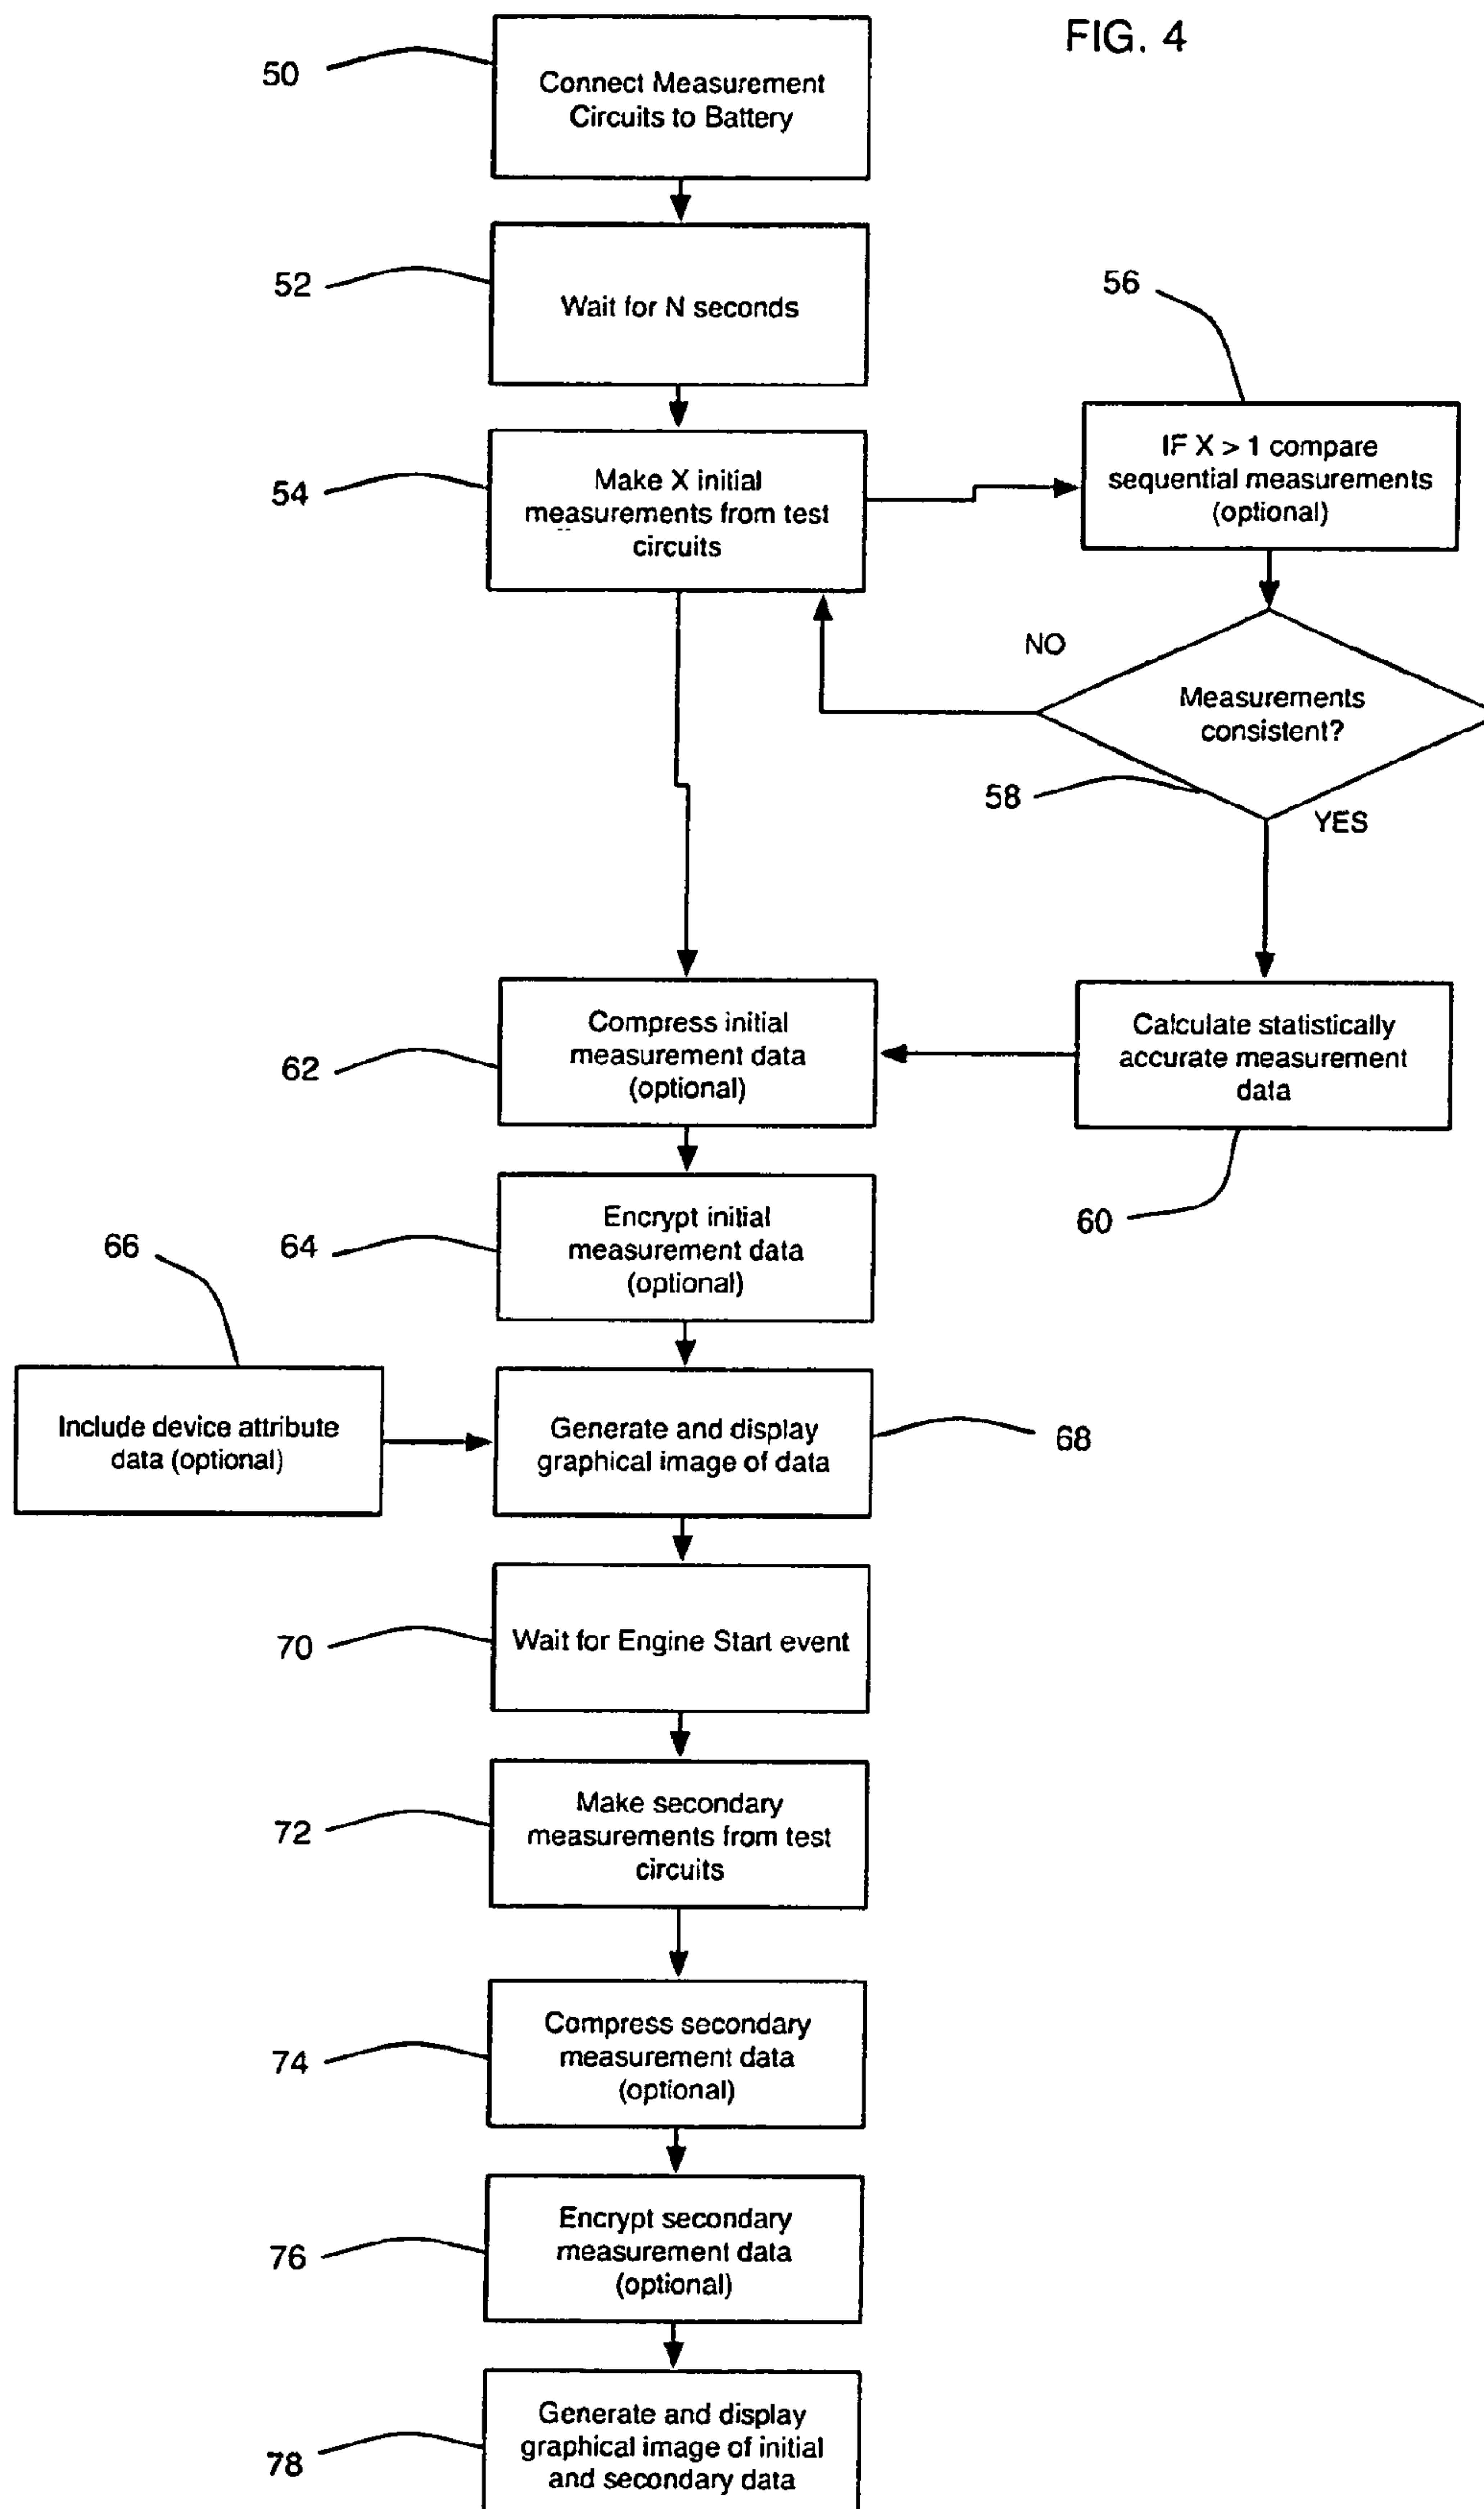 FIG. 4
50
Connect Measurement
Circuits to Battery
52
Wait for N seconds
54
Make X initial
measurements from test
circuits
56
IF X > 1 compare
sequential measurements
(optional)
NO
Measurements
consistent?
58
YES
62
Compress initial
measurement data
(optional)
Calculate statistically
accurate measurement
data
60
64
Encrypt initial
measurement data
(optional)
66
Include device attribute
data (optional)
Generate and display
graphical image of data
68
70
Wait for Engine Start event
72
Make secondary
measurements from test
circuits
74
Compress secondary
measurement data
(optional)
76
Encrypt secondary
measurement data
(optional)
78
Generate and display
graphical image of initial
and secondary data